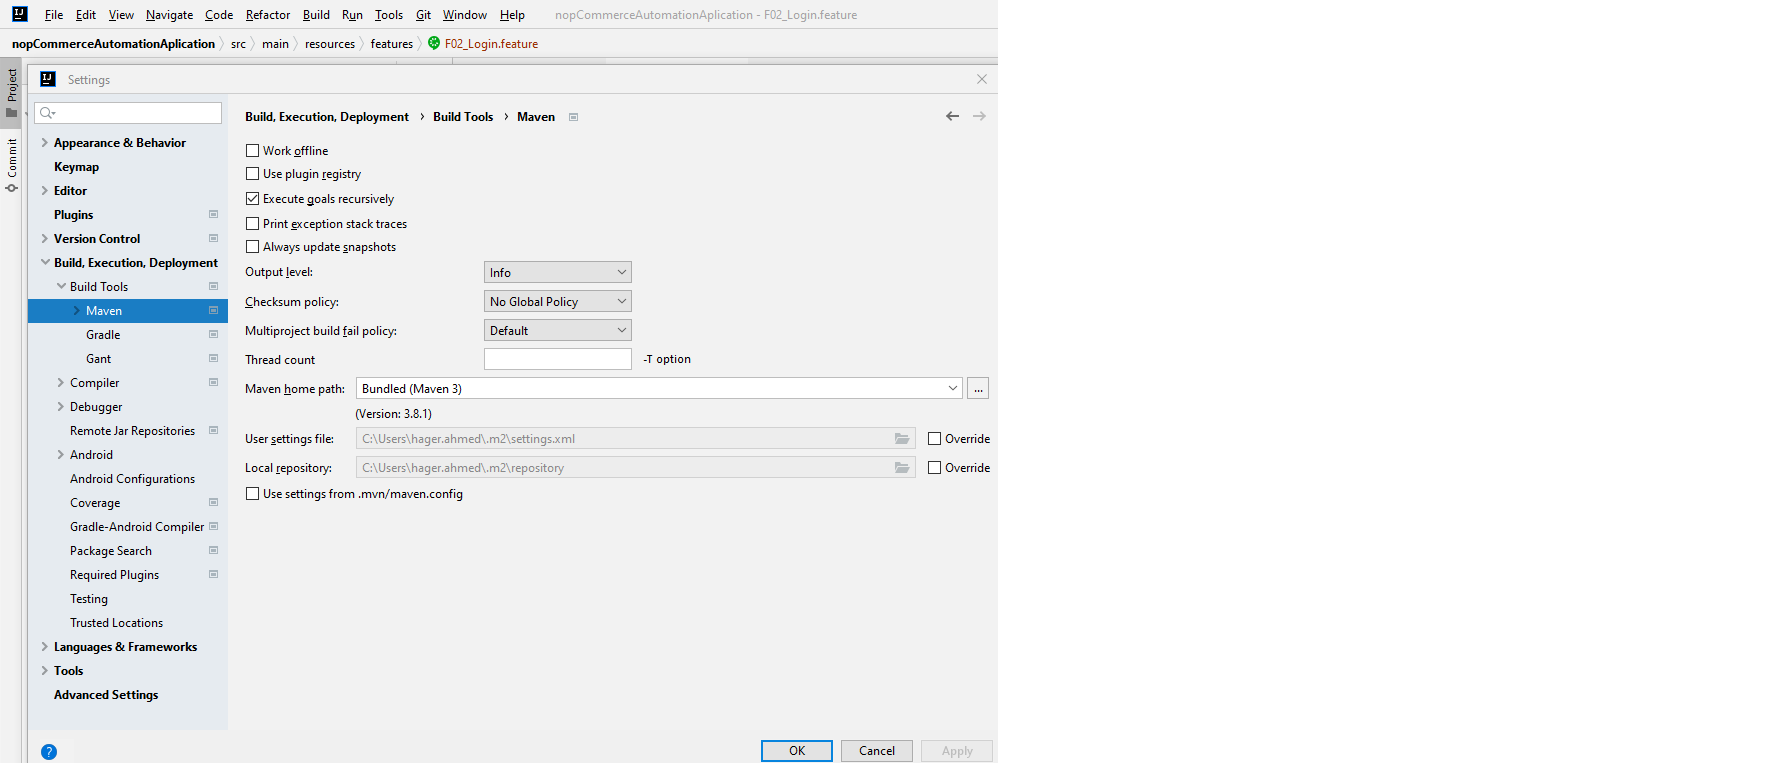 File Edit View Navigate Code Refactor Build Run Tools Git Window Help nopCommerceAutomationAplication - F02_Login.feature
nopCommerceAutomationAplication src main resources features F02_Login.feature
Project
Commit
Settings
Appearance & Behavior
Keymap
Editor
Plugins
Version Control
Build, Execution, Deployment
Build Tools
Maven
Gradle
Gant
Compiler
Debugger
Remote Jar Repositories
Android
Android Configurations
Coverage
Gradle-Android Compiler
Package Search
Required Plugins
Testing
Trusted Locations
Languages & Frameworks
Tools
Advanced Settings
Build, Execution, Deployment › Build Tools › Maven
Work offline
Use plugin registry
Execute goals recursively
Print exception stack traces
Always update snapshots
Output level: Info
Checksum policy: No Global Policy
Multiproject build fail policy: Default
Thread count -T option
Maven home path: Bundled (Maven 3) ...
(Version: 3.8.1)
User settings file: C:\Users\hager.ahmed\.m2\settings.xml Override
Local repository: C:\Users\hager.ahmed\.m2\repository Override
Use settings from .mvn/maven.config
? OK Cancel Apply